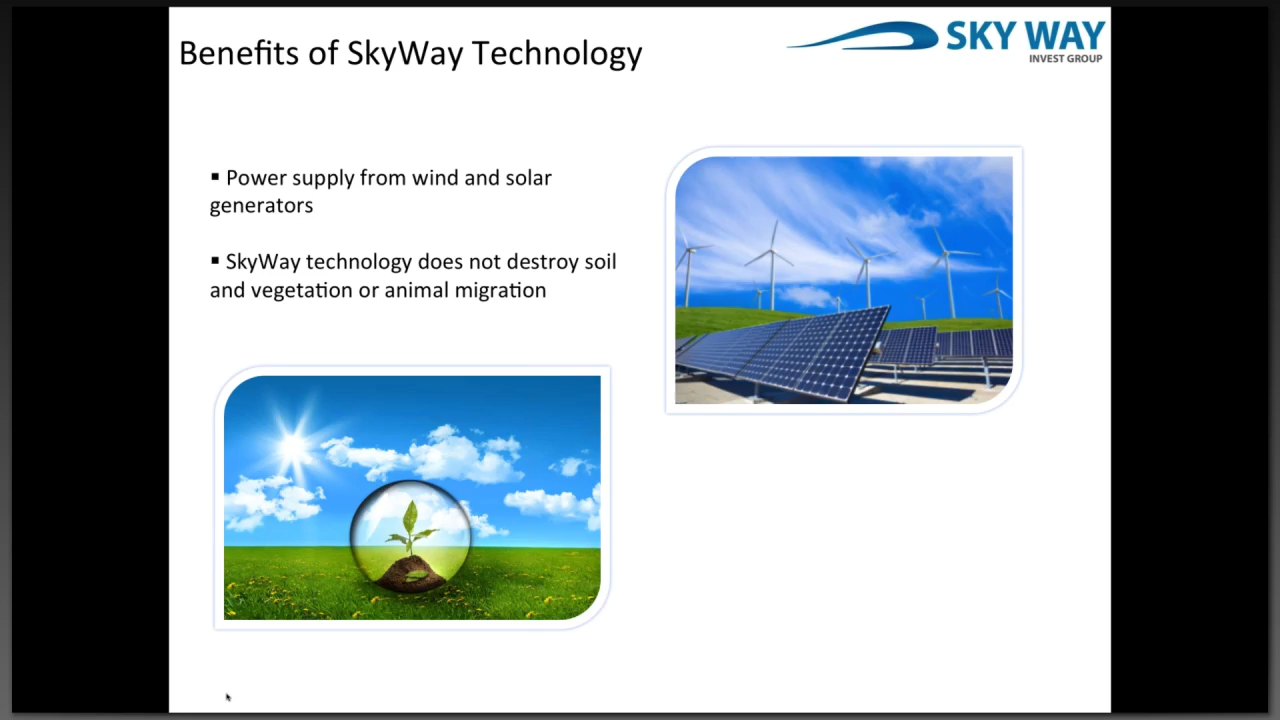 Benefits of SkyWay Technology
SKY WAY
INVEST GROUP
▪ Power supply from wind and solar
generators
▪ SkyWay technology does not destroy soil
and vegetation or animal migration